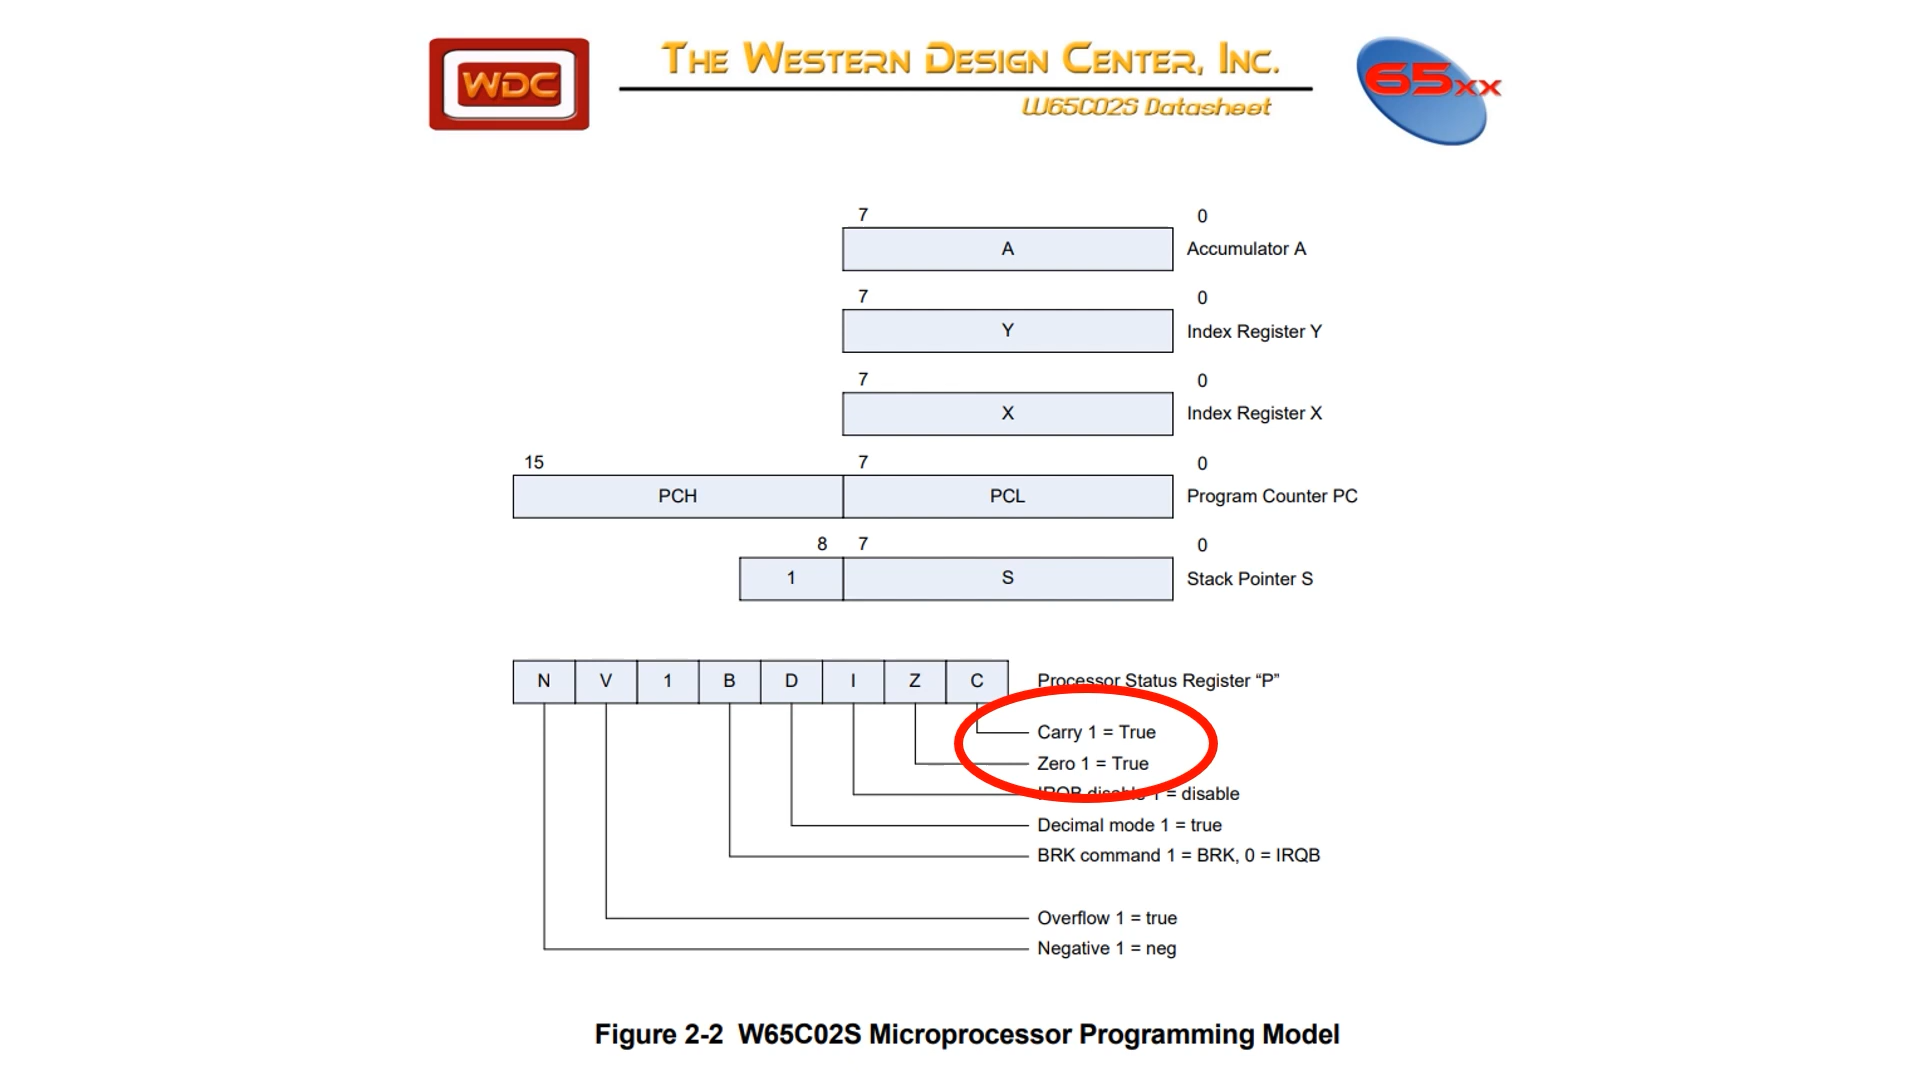 WDC
The Western Design Center, Inc.
65xx
W65C02S Datasheet
7 0
A Accumulator A
7 0
Y Index Register Y
7 0
X Index Register X
15 7 0
PCH PCL Program Counter PC
8 7 0
1 S Stack Pointer S
N V 1 B D I Z C Processor Status Register “P”
Carry 1 = True
Zero 1 = True
IRQB disable 1 = disable
Decimal mode 1 = true
BRK command 1 = BRK, 0 = IRQB
Overflow 1 = true
Negative 1 = neg
Figure 2-2 W65C02S Microprocessor Programming Model